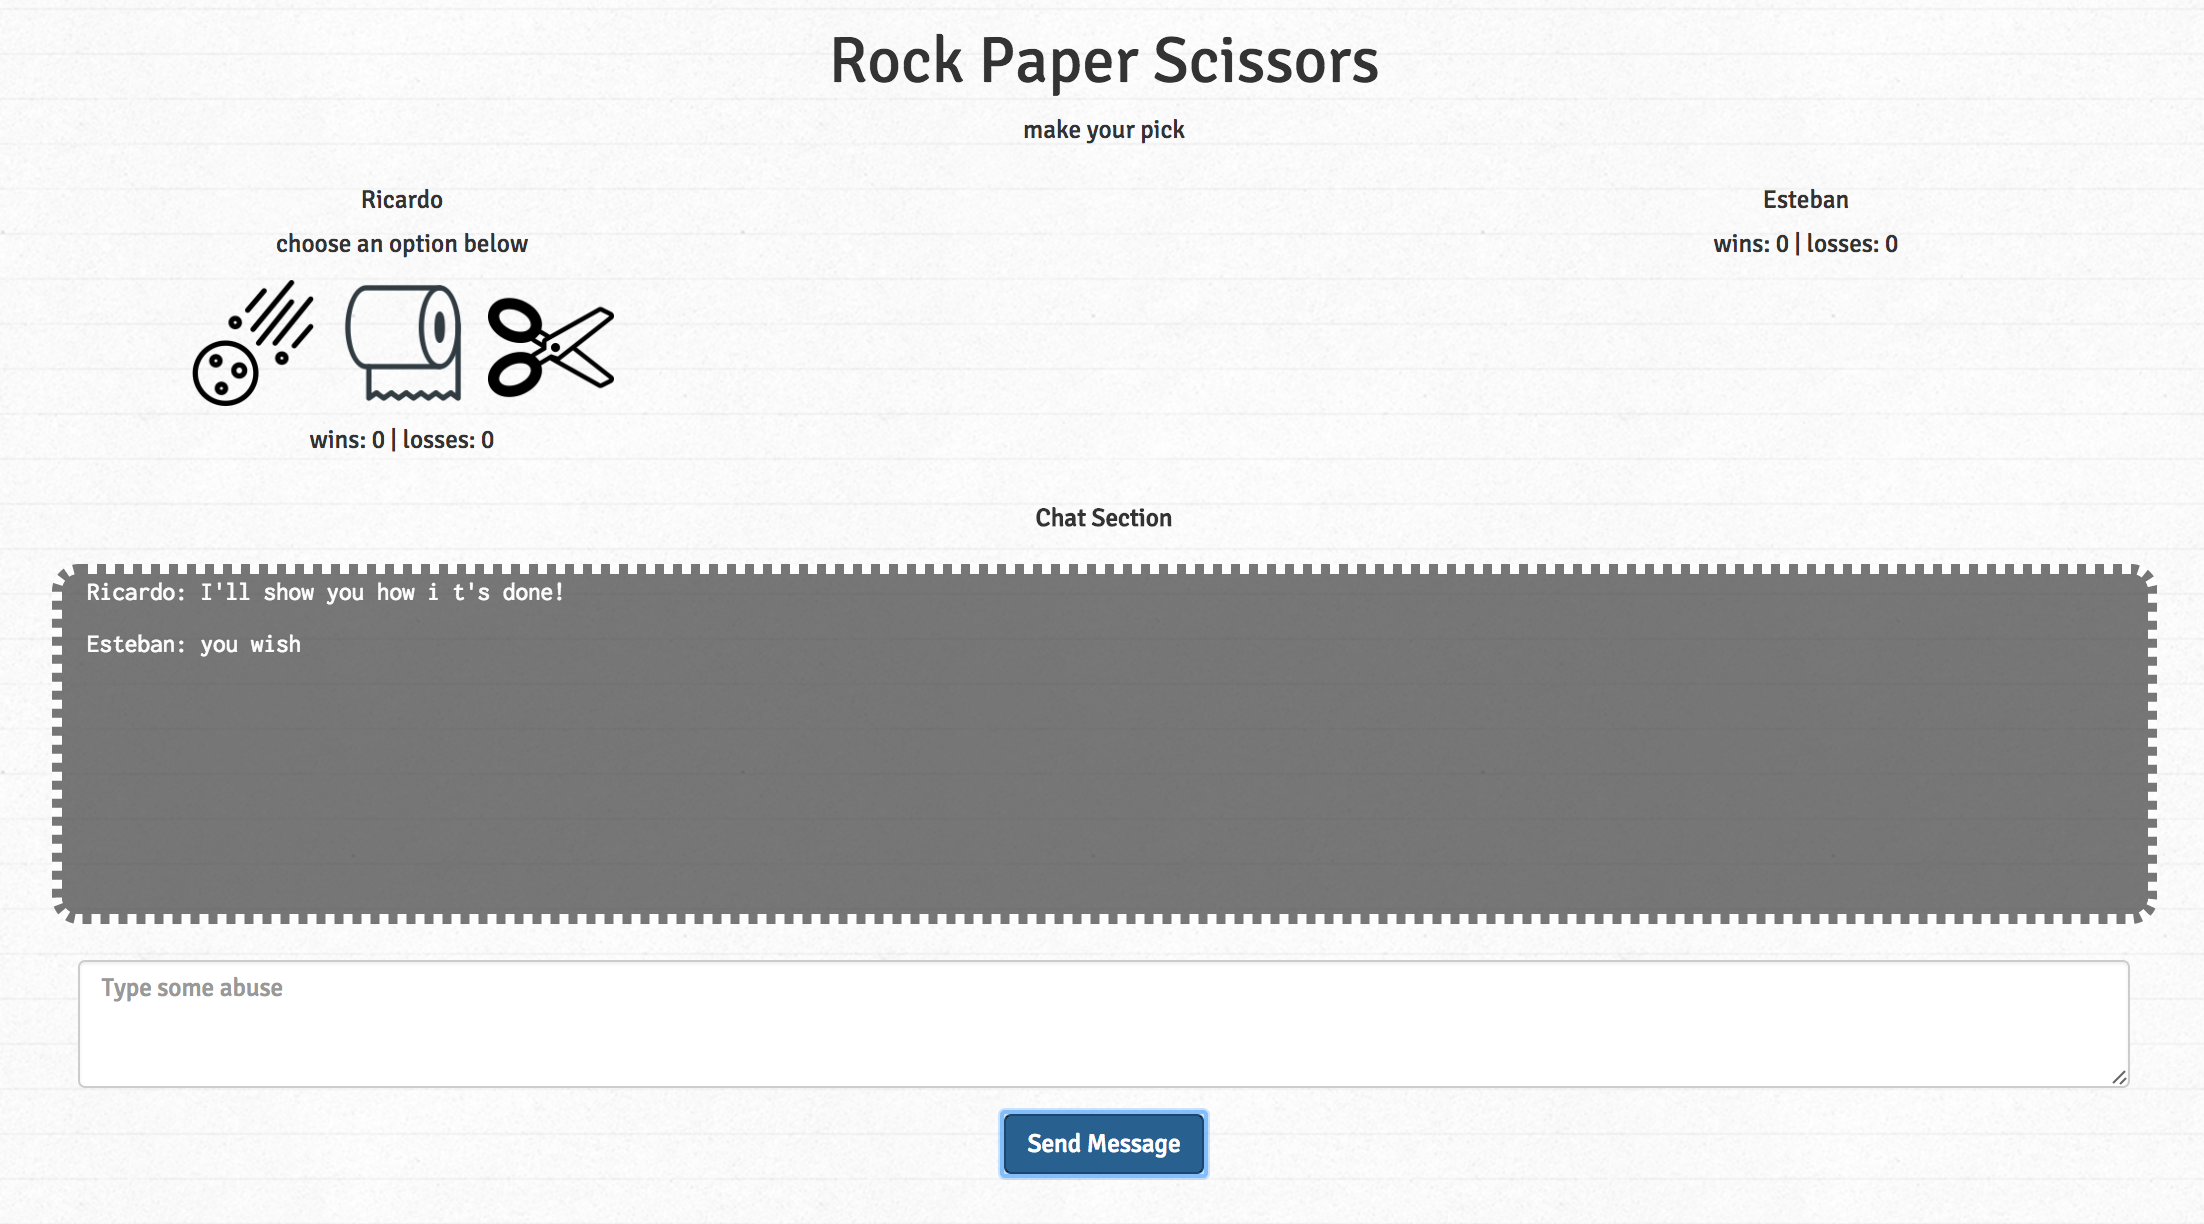 Rock Paper Scissors
make your pick
Ricardo
choose an option below
wins: 0 | losses: 0
Esteban
wins: 0 | losses: 0
Chat Section
Ricardo: I'll show you how i t's done!
Esteban: you wish
Type some abuse
Send Message